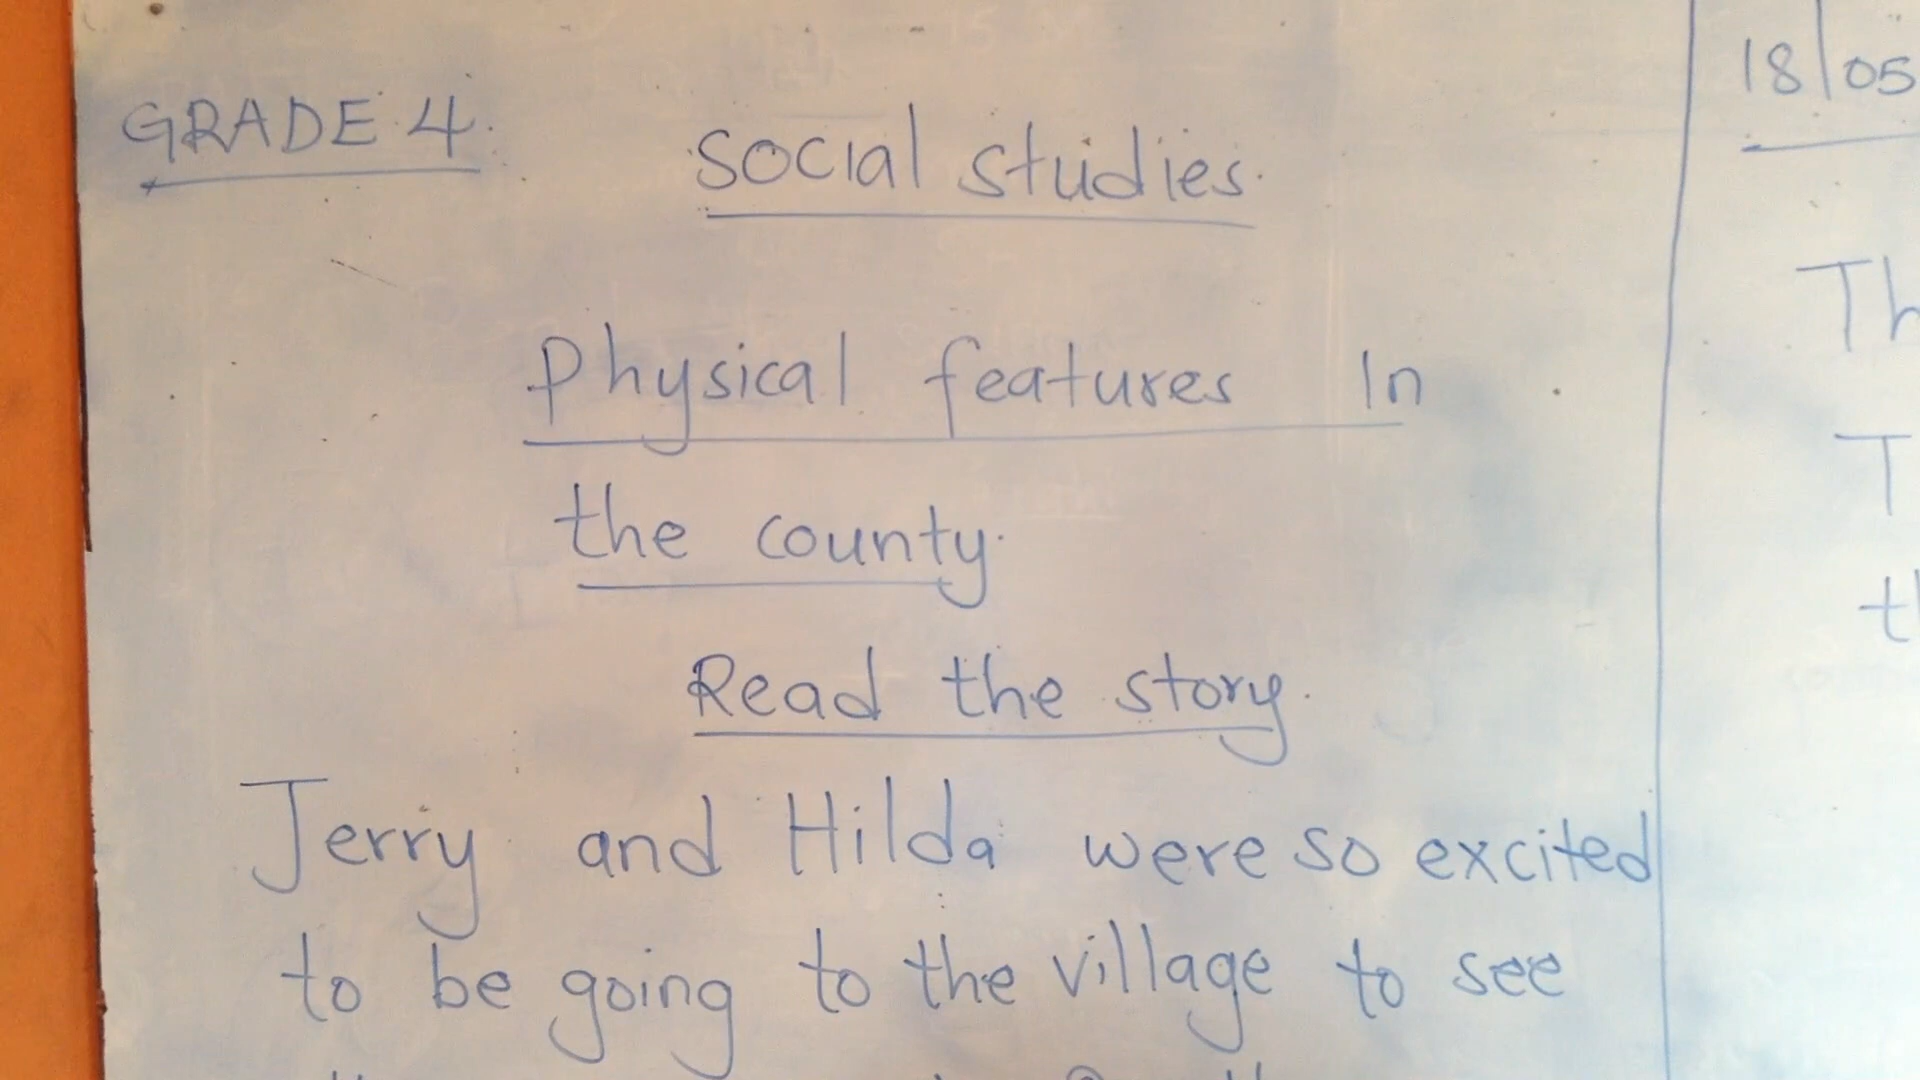 GRADE 4.
Social studies.
Physical features In
the county.
Read the story.
Jerry and Hilda were so excited
to be going to the village to see
18/05
Th
T